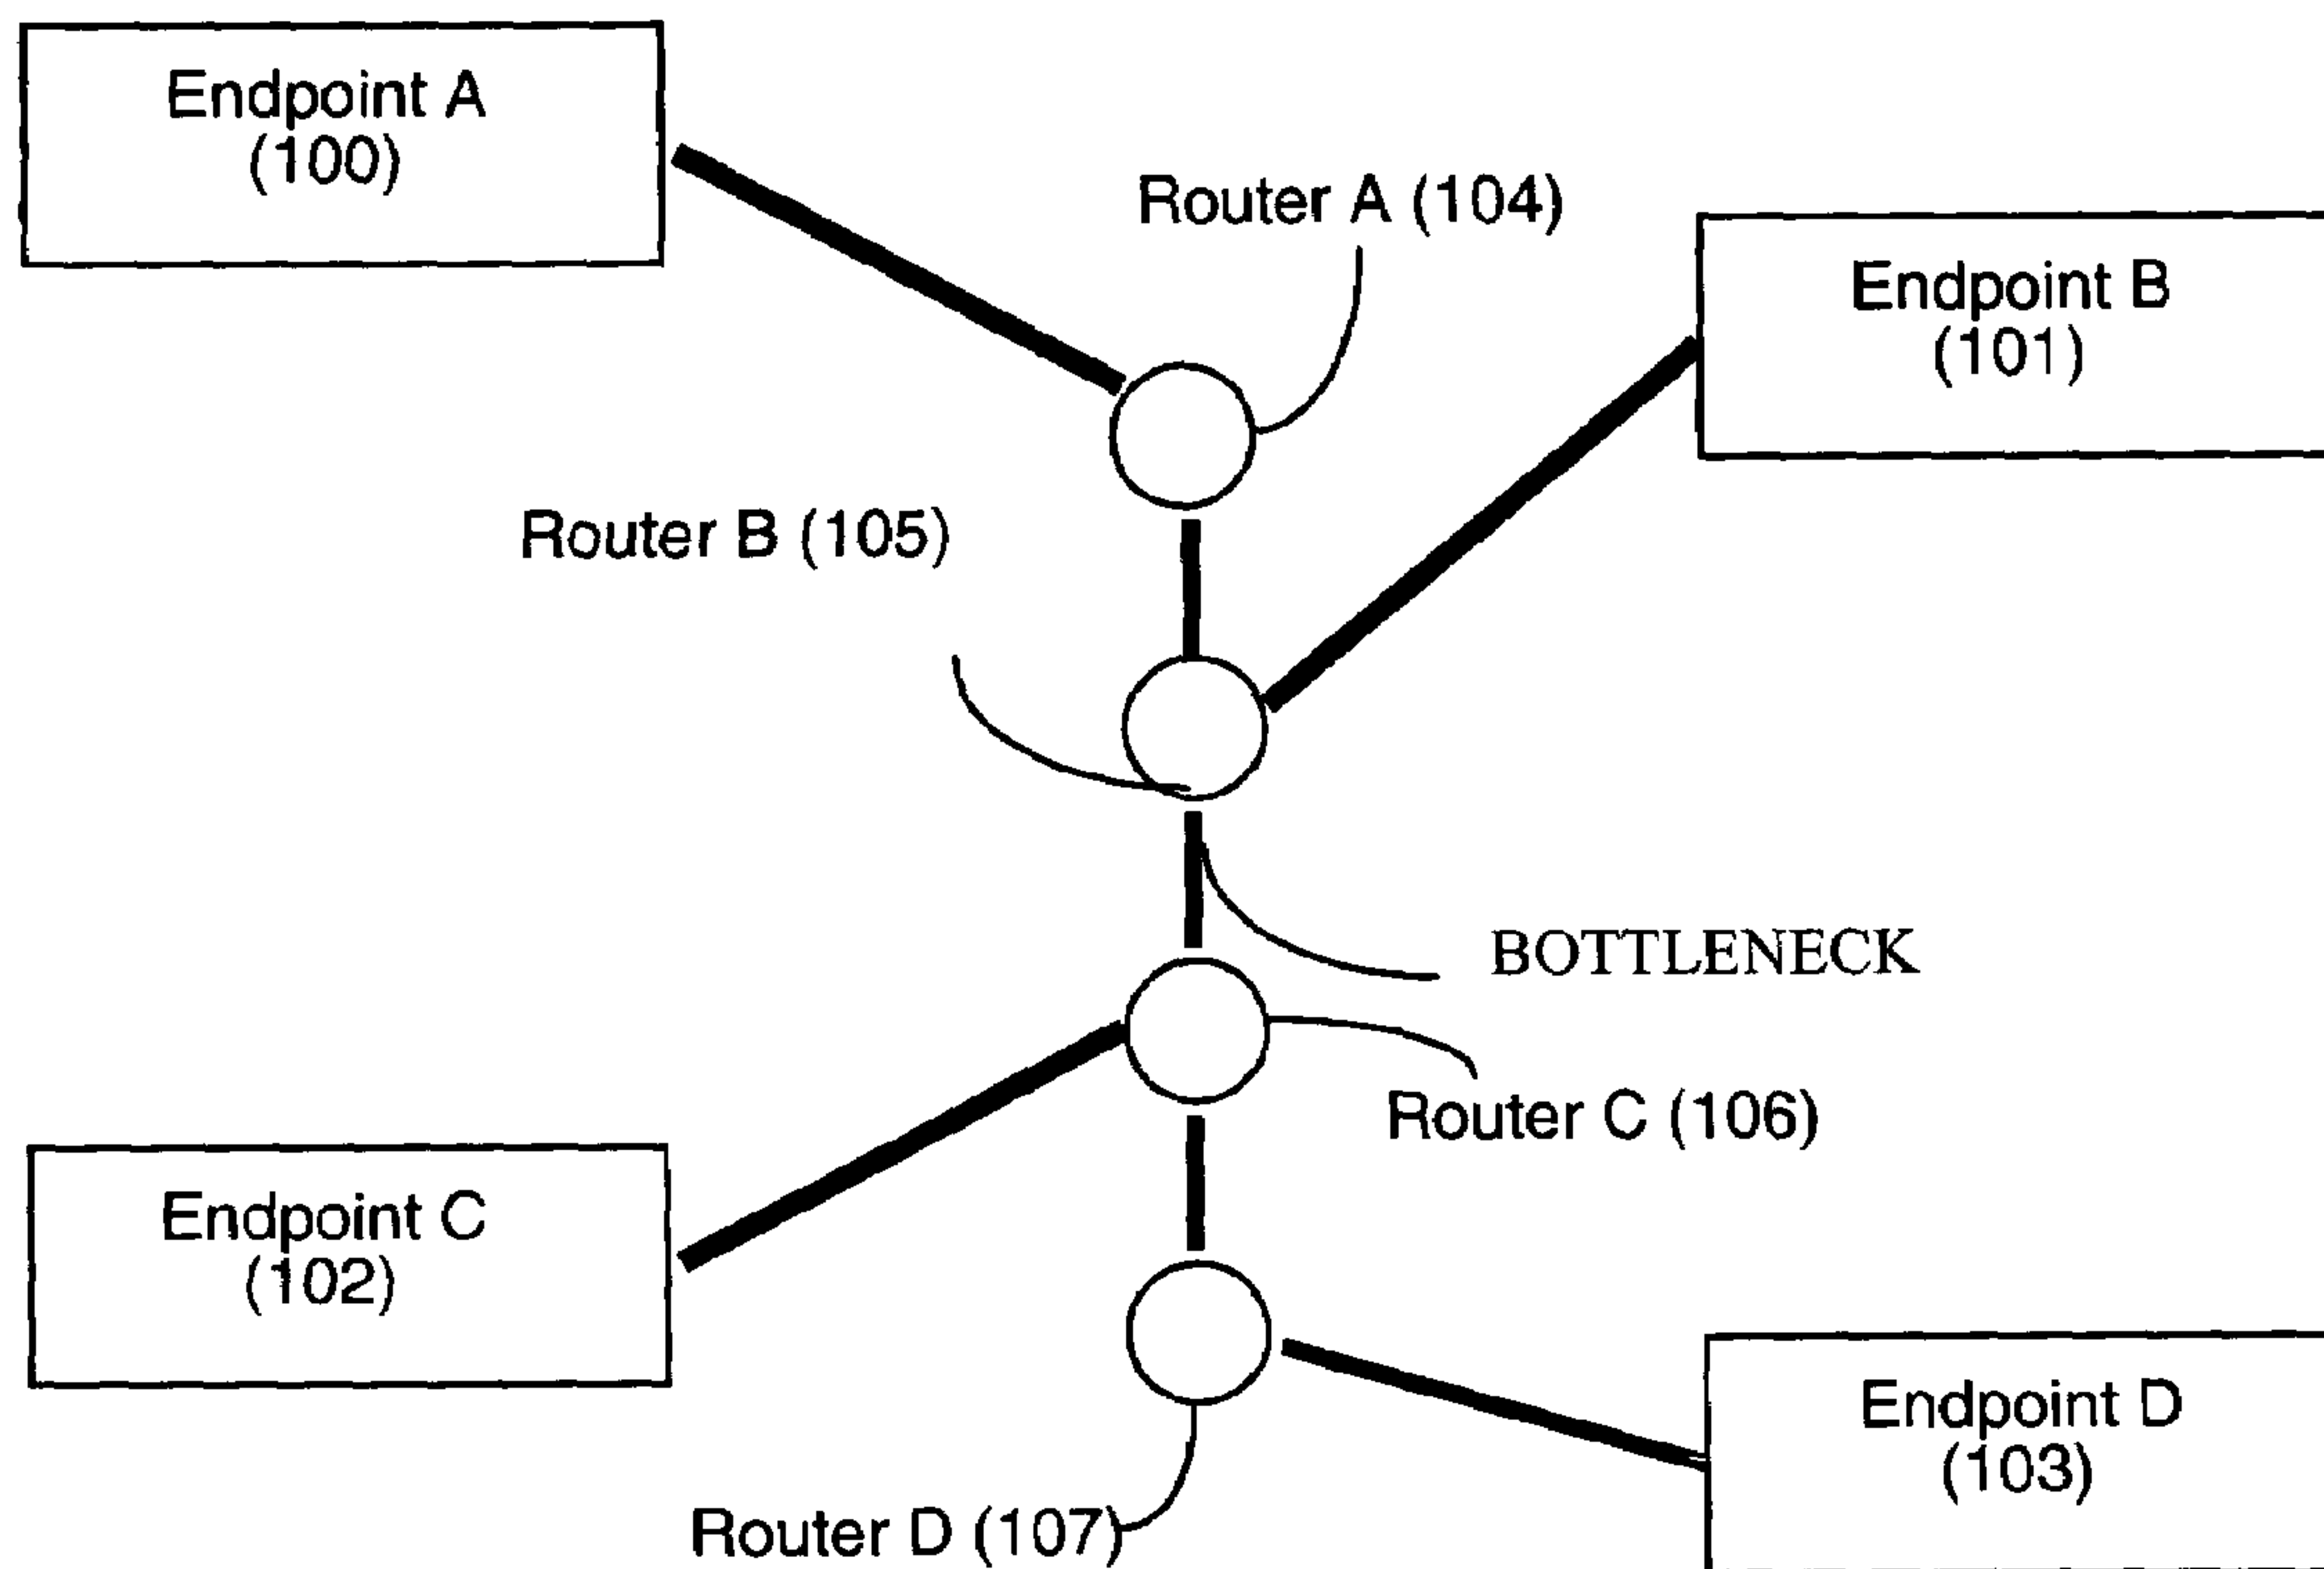 Endpoint A
(100)
Router A (104)
Endpoint B
(101)
Router B (105)
BOTTLENECK
Router C (106)
Endpoint C
(102)
Endpoint D
(103)
Router D (107)